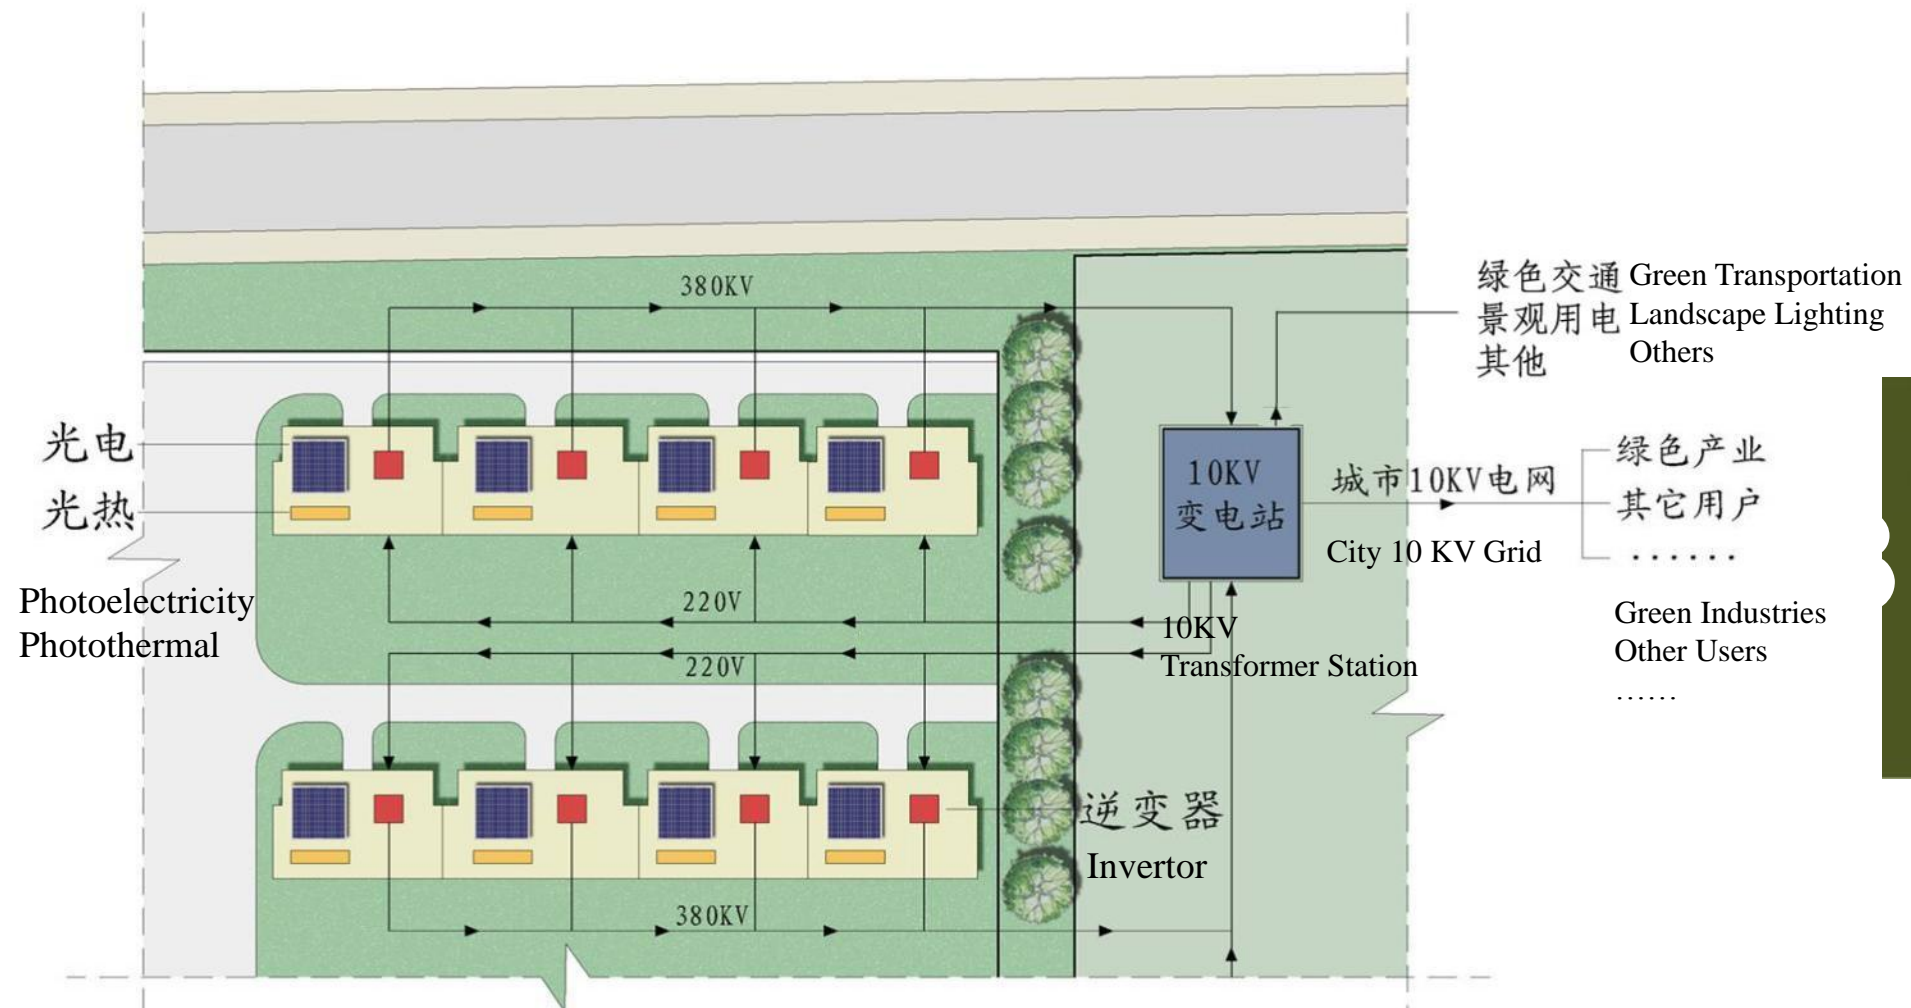 380KV
绿色交通 Green Transportation
景观用电 Landscape Lighting
其他 Others
光电
光热
Photoelectricity
Photothermal
10KV
变电站
城市10KV电网
City 10 KV Grid
绿色产业
其它用户
······
Green Industries
Other Users
……
220V
220V
10KV
Transformer Station
逆变器
Invertor
380KV